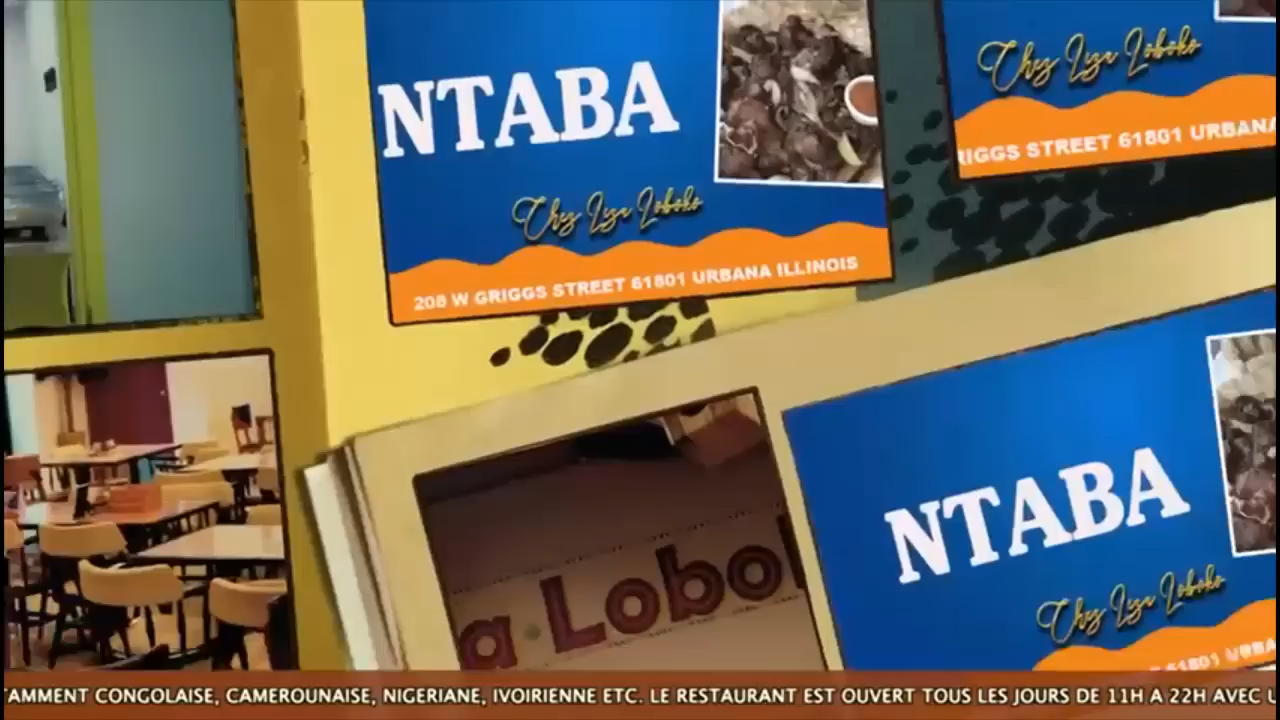 NTABA
Chez Liza Loboko
208 W GRIGGS STREET 61801 URBANA ILLINOIS
Chez Liza Loboko
RIGGS STREET 61801 URBANA
a Lobo
NTABA
Chez Liza Loboko
61801 URBA
TAMMENT CONGOLAISE, CAMEROUNAISE, NIGERIANE, IVOIRIENNE ETC. LE RESTAURANT EST OUVERT TOUS LES JOURS DE 11H A 22H AVEC U